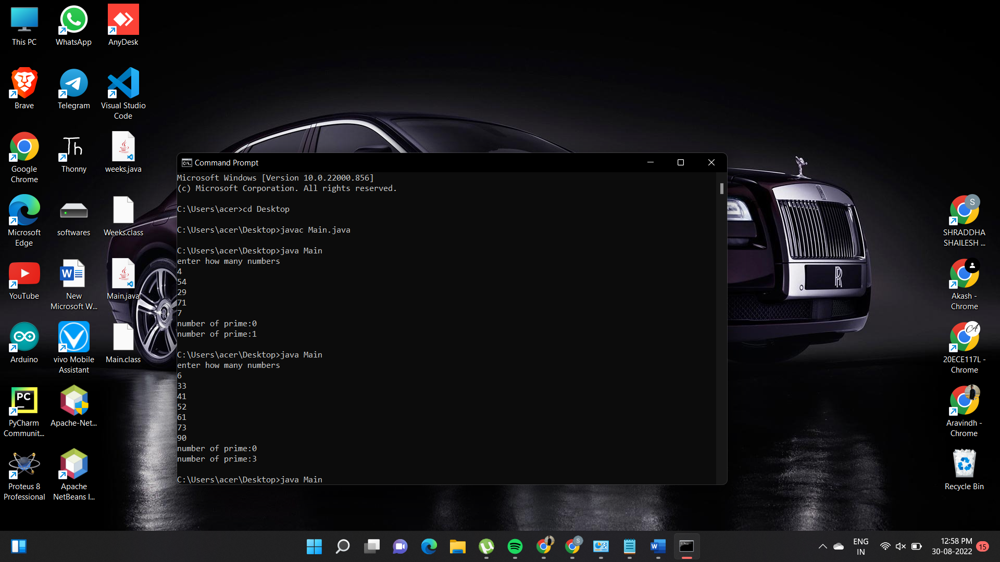 This PC
WhatsApp
AnyDesk
Brave
Telegram
Visual Studio
Code
Google
Chrome
Thonny
weeks.java
Microsoft
Edge
softwares
Weeks.class
YouTube
New
Microsoft W...
Main.java
Arduino
vivo Mobile
Assistant
Main.class
PC
PyCharm
Communit...
Apache-Net...
Proteus 8
Professional
Apache
NetBeans I...
Command Prompt
Microsoft Windows [Version 10.0.22000.856]
(c) Microsoft Corporation. All rights reserved.
C:\Users\acer>cd Desktop
C:\Users\acer\Desktop>javac Main.java
C:\Users\acer\Desktop>java Main
enter how many numbers
4
54
29
71
7
number of prime:0
number of prime:1
C:\Users\acer\Desktop>java Main
enter how many numbers
6
33
41
52
61
73
90
number of prime:0
number of prime:3
C:\Users\acer\Desktop>java Main
S
SHRADDHA
SHAILESH ...
Akash -
Chrome
20ECE117L -
Chrome
Aravindh -
Chrome
Recycle Bin
ENG
IN
12:58 PM
30-08-2022
15